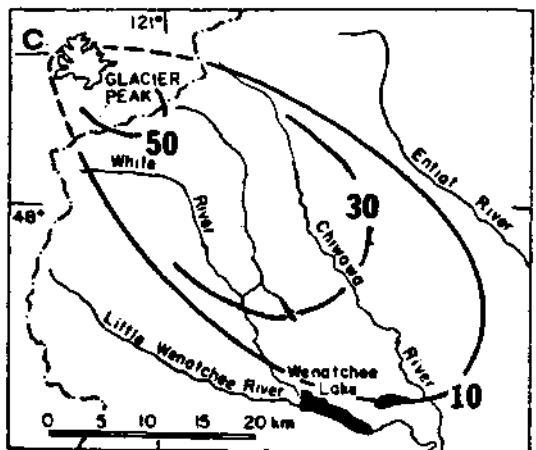 C
121°
GLACIER
PEAK
50
White
River
48°
30
Entiat River
Chiwawa
River
Little Wenatchee River
Wenatchee
Lake
10
0 5 10 15 20 km